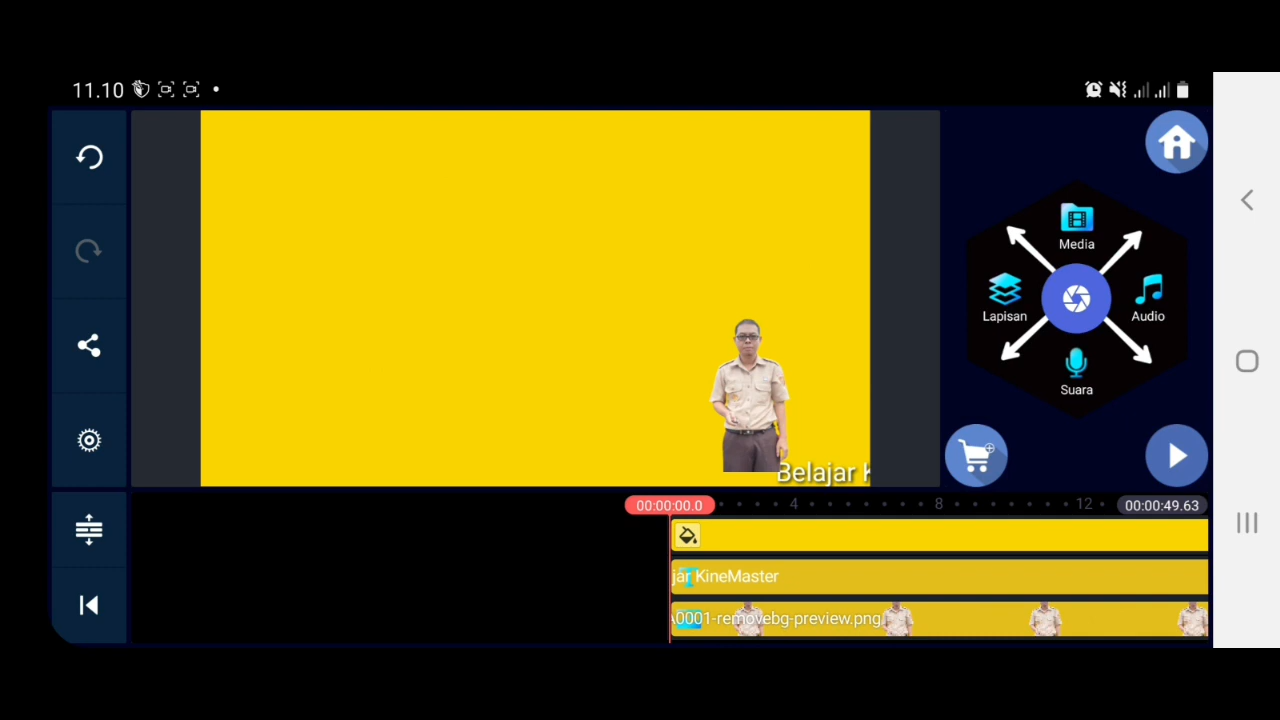 11.10
Media
Lapisan
Audio
Suara
Belajar K
00:00:00.0
4
8
12
00:00:49.63
jar KineMaster
0001-removebg-preview.png